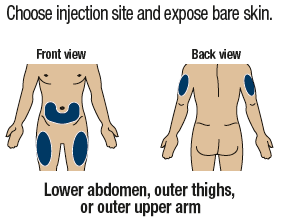 Choose injection site and expose bare skin.
Front view
Back view
Lower abdomen, outer thighs,
or outer upper arm